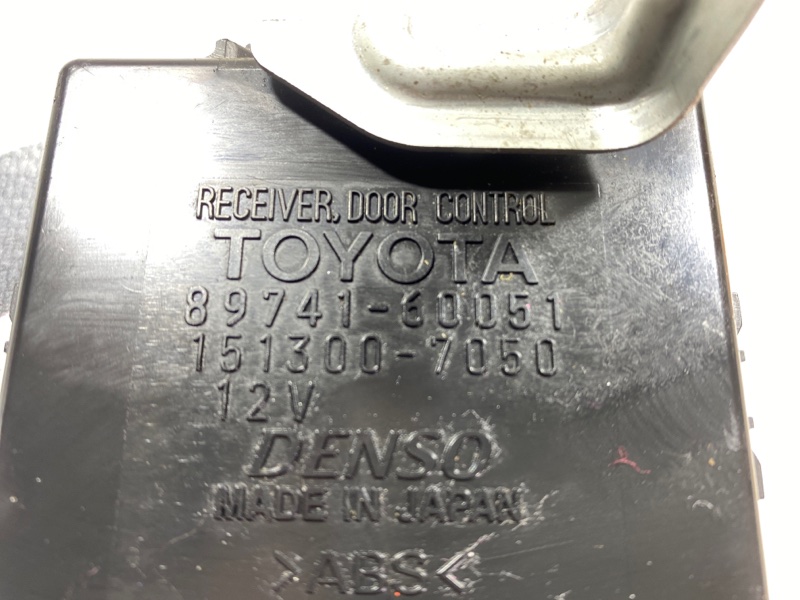 RECEIVER, DOOR CONTROL
TOYOTA
89741-60051
151300-7050
12V
DENSO
MADE IN JAPAN
>ABS<